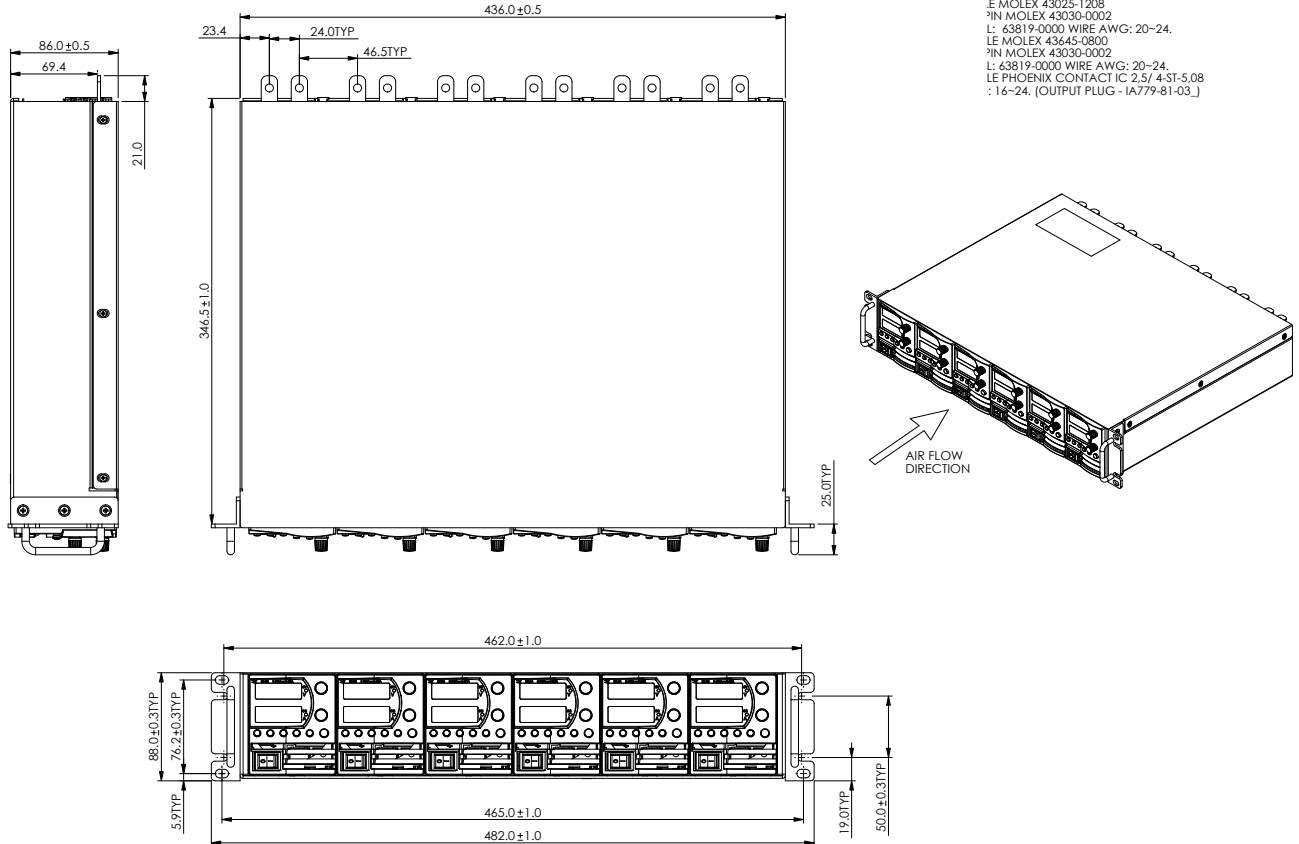 436.0±0.5
23.4
24.0TYP
46.5TYP
86.0±0.5
69.4
21.0
346.5±1.0
25.0TYP
.E MOLEX 43025-1208
PIN MOLEX 43030-0002
L: 63819-0000 WIRE AWG: 20~24.
LE MOLEX 43645-0800
PIN MOLEX 43030-0002
L: 63819-0000 WIRE AWG: 20~24.
LE PHOENIX CONTACT IC 2,5/ 4-ST-5,08
: 16~24. (OUTPUT PLUG - IA779-81-03_)
AIR FLOW
DIRECTION
462.0±1.0
88.0±0.3TYP
76.2±0.3TYP
5.9TYP
465.0±1.0
482.0±1.0
19.0TYP
50.0±0.3TYP